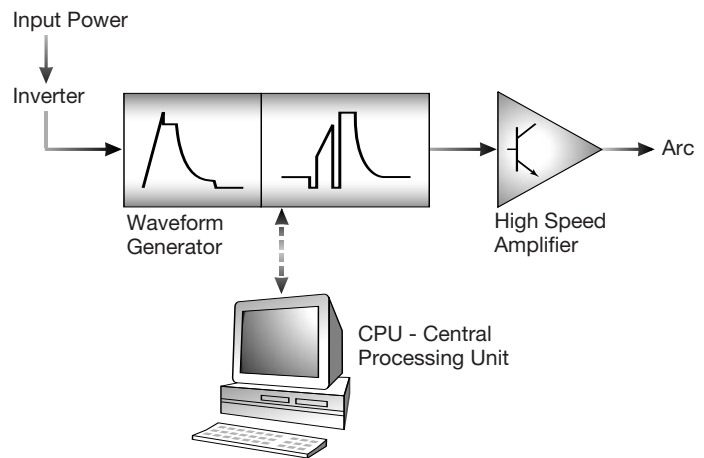 Input Power
Inverter
Arc
Waveform
Generator
High Speed
Amplifier
CPU - Central
Processing Unit